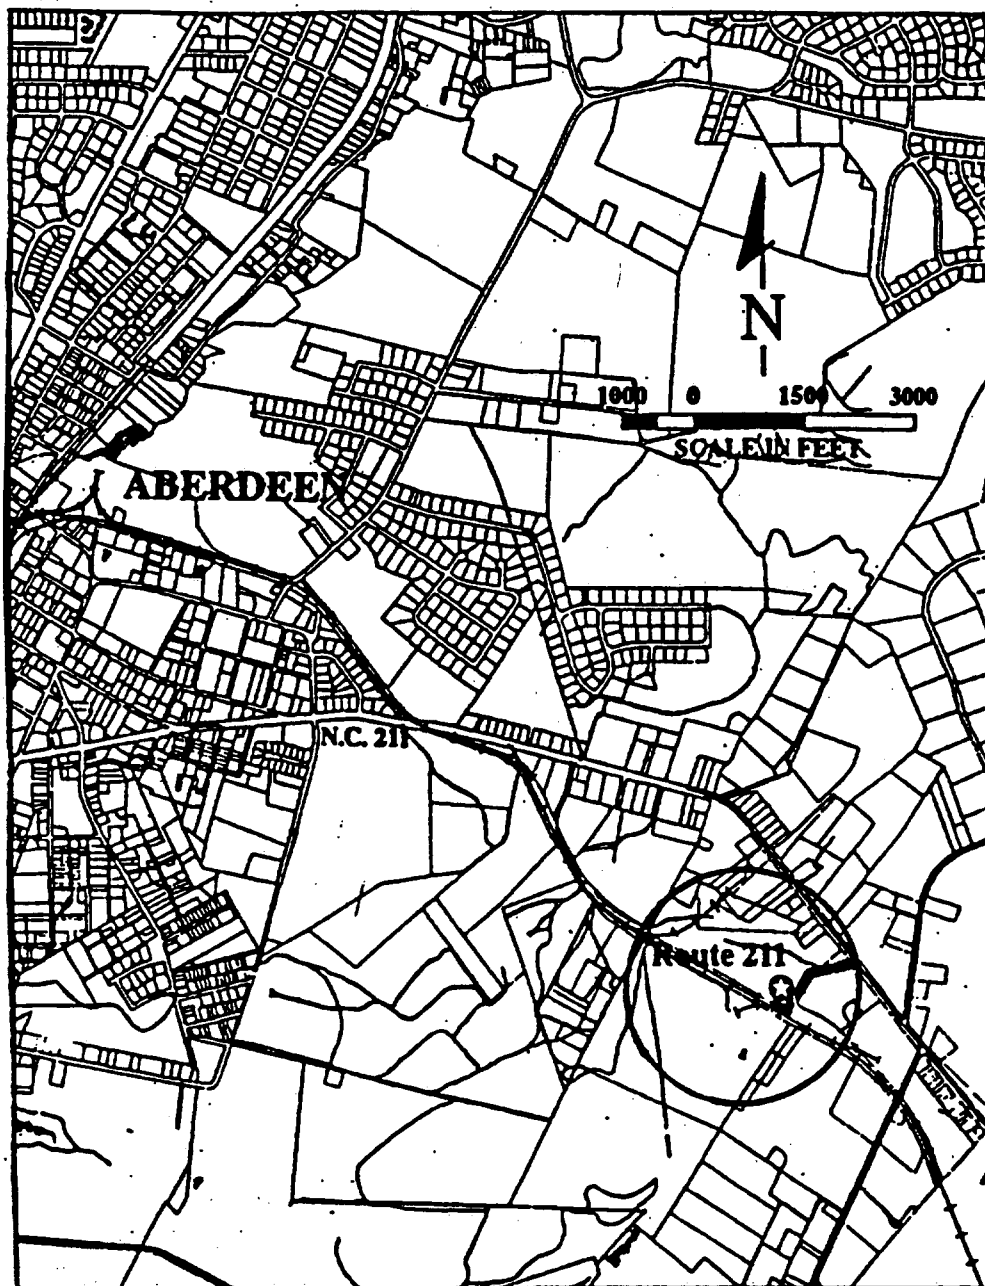 N
1000 0 1500 3000
SCALE IN FEET
ABERDEEN
N.C. 211
Route 211